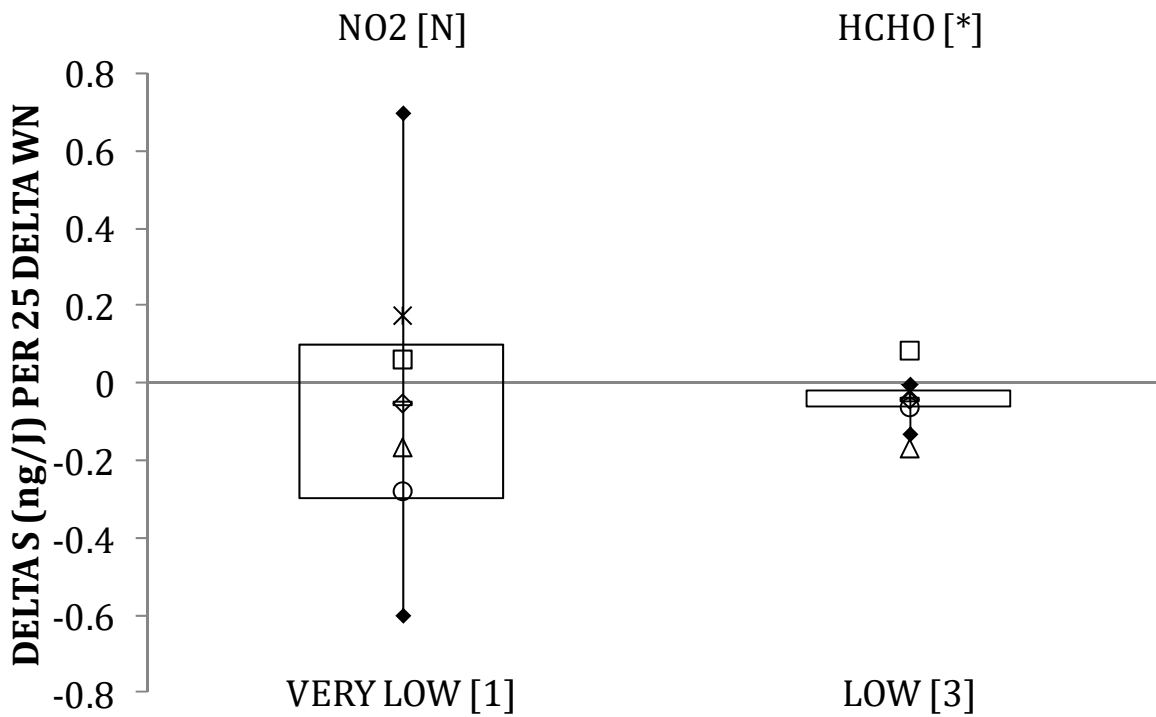 NO2 [N]
HCHO [*]
DELTA S (ng/J) PER 25 DELTA WN
0.8
0.6
0.4
0.2
0
-0.2
-0.4
-0.6
-0.8
VERY LOW [1]
LOW [3]